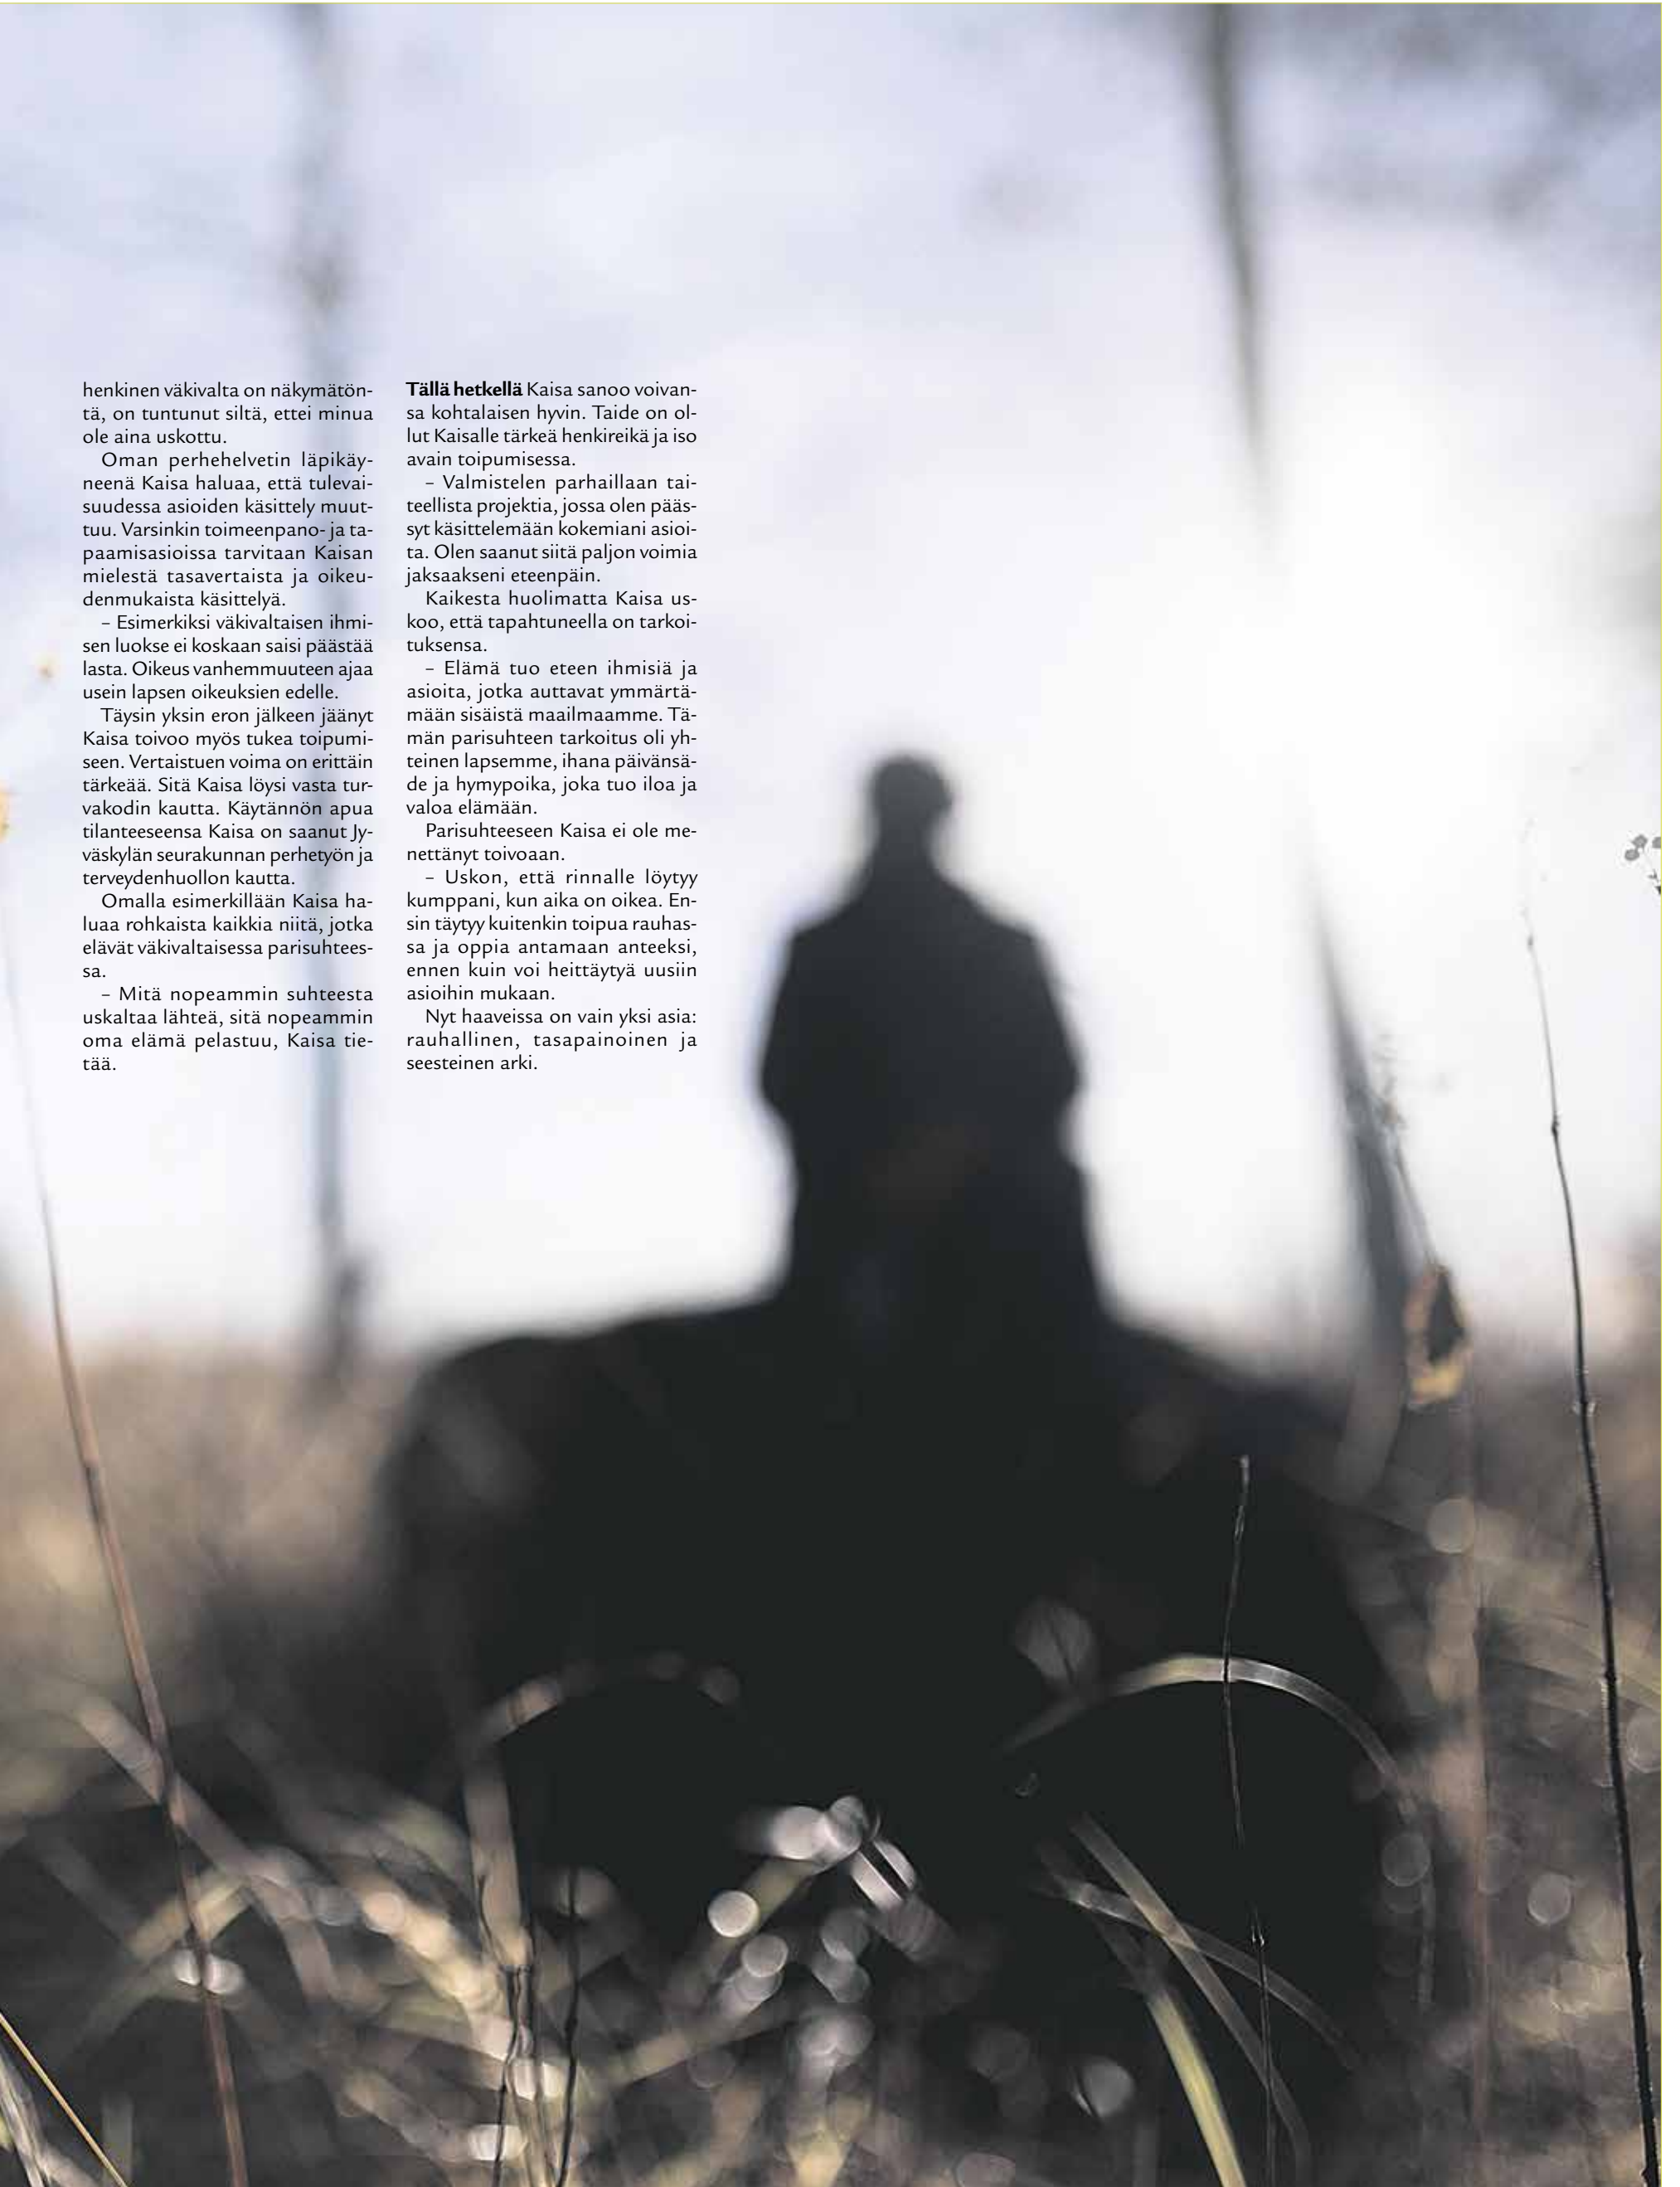 henkinen väkivalta on näkymätön-
tä, on tuntunut siltä, ettei minua
ole aina uskottu.
Oman perhehelvetin läpikäy-
neenä Kaisa haluaa, että tulevai-
suudessa asioiden käsittely muut-
tuu. Varsinkin toimeenpano- ja ta-
paamisasioissa tarvitaan Kaisan
mielestä tasavertaista ja oikeu-
denmukaista käsittelyä.
– Esimerkiksi väkivaltaisen ihmi-
sen luokse ei koskaan saisi päästää
lasta. Oikeus vanhemmuuteen ajaa
usein lapsen oikeuksien edelle.
Täysin yksin eron jälkeen jäänyt
Kaisa toivoo myös tukea toipumi-
seen. Vertaistuen voima on erittäin
tärkeää. Sitä Kaisa löysi vasta tur-
vakodin kautta. Käytännön apua
tilanteeseensa Kaisa on saanut Jy-
väskylän seurakunnan perhetyön ja
terveydenhuollon kautta.
Omalla esimerkillään Kaisa ha-
luaa rohkaista kaikkia niitä, jotka
elävät väkivaltaisessa parisuhtees-
sa.
– Mitä nopeammin suhteesta
uskaltaa lähteä, sitä nopeammin
oma elämä pelastuu, Kaisa tie-
tää.
Tällä hetkellä Kaisa sanoo voivan-
sa kohtalaisen hyvin. Taide on ol-
lut Kaisalle tärkeä henkireikä ja iso
avain toipumisessa.
– Valmistelen parhaillaan tai-
teellista projektia, jossa olen pääs-
syt käsittelemään kokemiani asioi-
ta. Olen saanut siitä paljon voimia
jaksaakseni eteenpäin.
Kaikesta huolimatta Kaisa us-
koo, että tapahtuneella on tarkoi-
tuksensa.
– Elämä tuo eteen ihmisiä ja
asioita, jotka auttavat ymmärtä-
mään sisäistä maailmaamme. Tä-
män parisuhteen tarkoitus oli yh-
teinen lapsemme, ihana päivänsä-
de ja hymypoika, joka tuo iloa ja
valoa elämään.
Parisuhteeseen Kaisa ei ole me-
nettänyt toivoaan.
– Uskon, että rinnalle löytyy
kumppani, kun aika on oikea. En-
sin täytyy kuitenkin toipua rauhas-
sa ja oppia antamaan anteeksi,
ennen kuin voi heittäytyä uusiin
asioihin mukaan.
Nyt haaveissa on vain yksi asia:
rauhallinen, tasapainoinen ja
seesteinen arki.